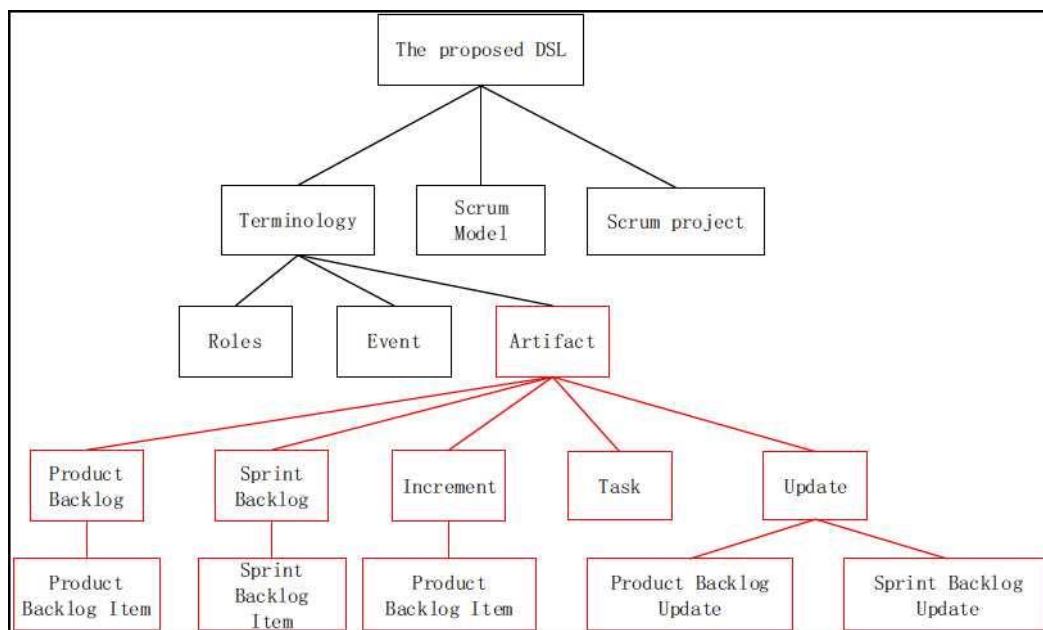 The proposed DSL
Terminology
Scrum
Model
Scrum project
Roles
Event
Artifact
Product
Backlog
Sprint
Backlog
Increment
Task
Update
Product
Backlog Item
Sprint
Backlog
Item
Product
Backlog Item
Product Backlog
Update
Sprint Backlog
Update